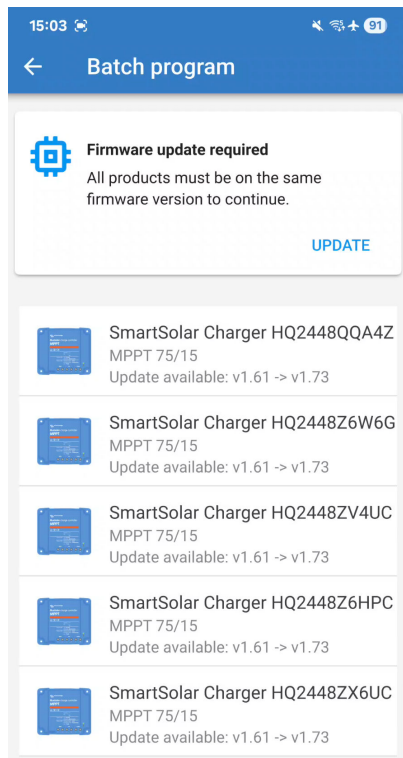 15:03
91
Batch program
Firmware update required
All products must be on the same
firmware version to continue.
UPDATE
SmartSolar Charger HQ2448QQA4Z
MPPT 75/15
Update available: v1.61 -> v1.73
SmartSolar Charger HQ2448Z6W6G
MPPT 75/15
Update available: v1.61 -> v1.73
SmartSolar Charger HQ2448ZV4UC
MPPT 75/15
Update available: v1.61 -> v1.73
SmartSolar Charger HQ2448Z6HPC
MPPT 75/15
Update available: v1.61 -> v1.73
SmartSolar Charger HQ2448ZX6UC
MPPT 75/15
Update available: v1.61 -> v1.73